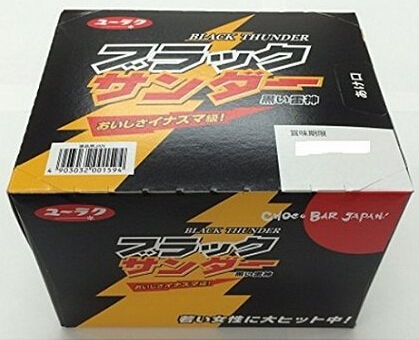 ユーラク
BLACK THUNDER
ブラック
サンダー
黒い雷神
おいしさイナズマ級!
あけ口
賞味期限
4 903032 001594
ユーラク
BLACK THUNDER
ブラック
サンダー
黒い雷神
おいしさイナズマ級!
CHOCO BAR JAPAN!
若い女性に大ヒット中!